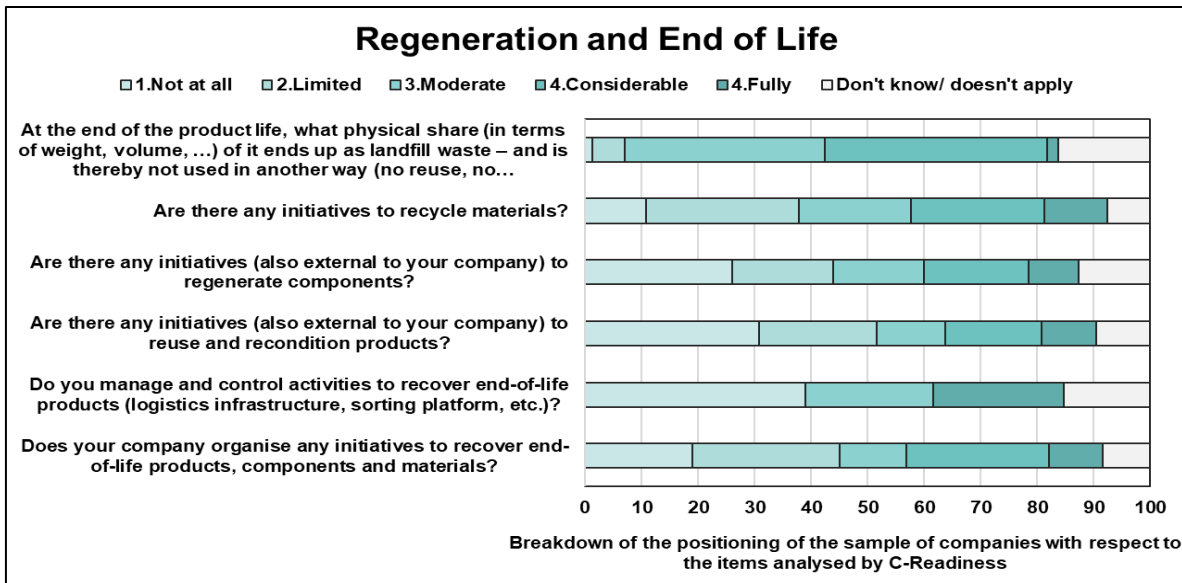 Regeneration and End of Life
1.Not at all 2.Limited 3.Moderate 4.Considerable 4.Fully Don't know/ doesn't apply
At the end of the product life, what physical share (in terms
of weight, volume, …) of it ends up as landfill waste – and is
thereby not used in another way (no reuse, no…
Are there any initiatives to recycle materials?
Are there any initiatives (also external to your company) to
regenerate components?
Are there any initiatives (also external to your company) to
reuse and recondition products?
Do you manage and control activities to recover end-of-life
products (logistics infrastructure, sorting platform, etc.)?
Does your company organise any initiatives to recover end-
of-life products, components and materials?
0 10 20 30 40 50 60 70 80 90 100
Breakdown of the positioning of the sample of companies with respect to
the items analysed by C-Readiness